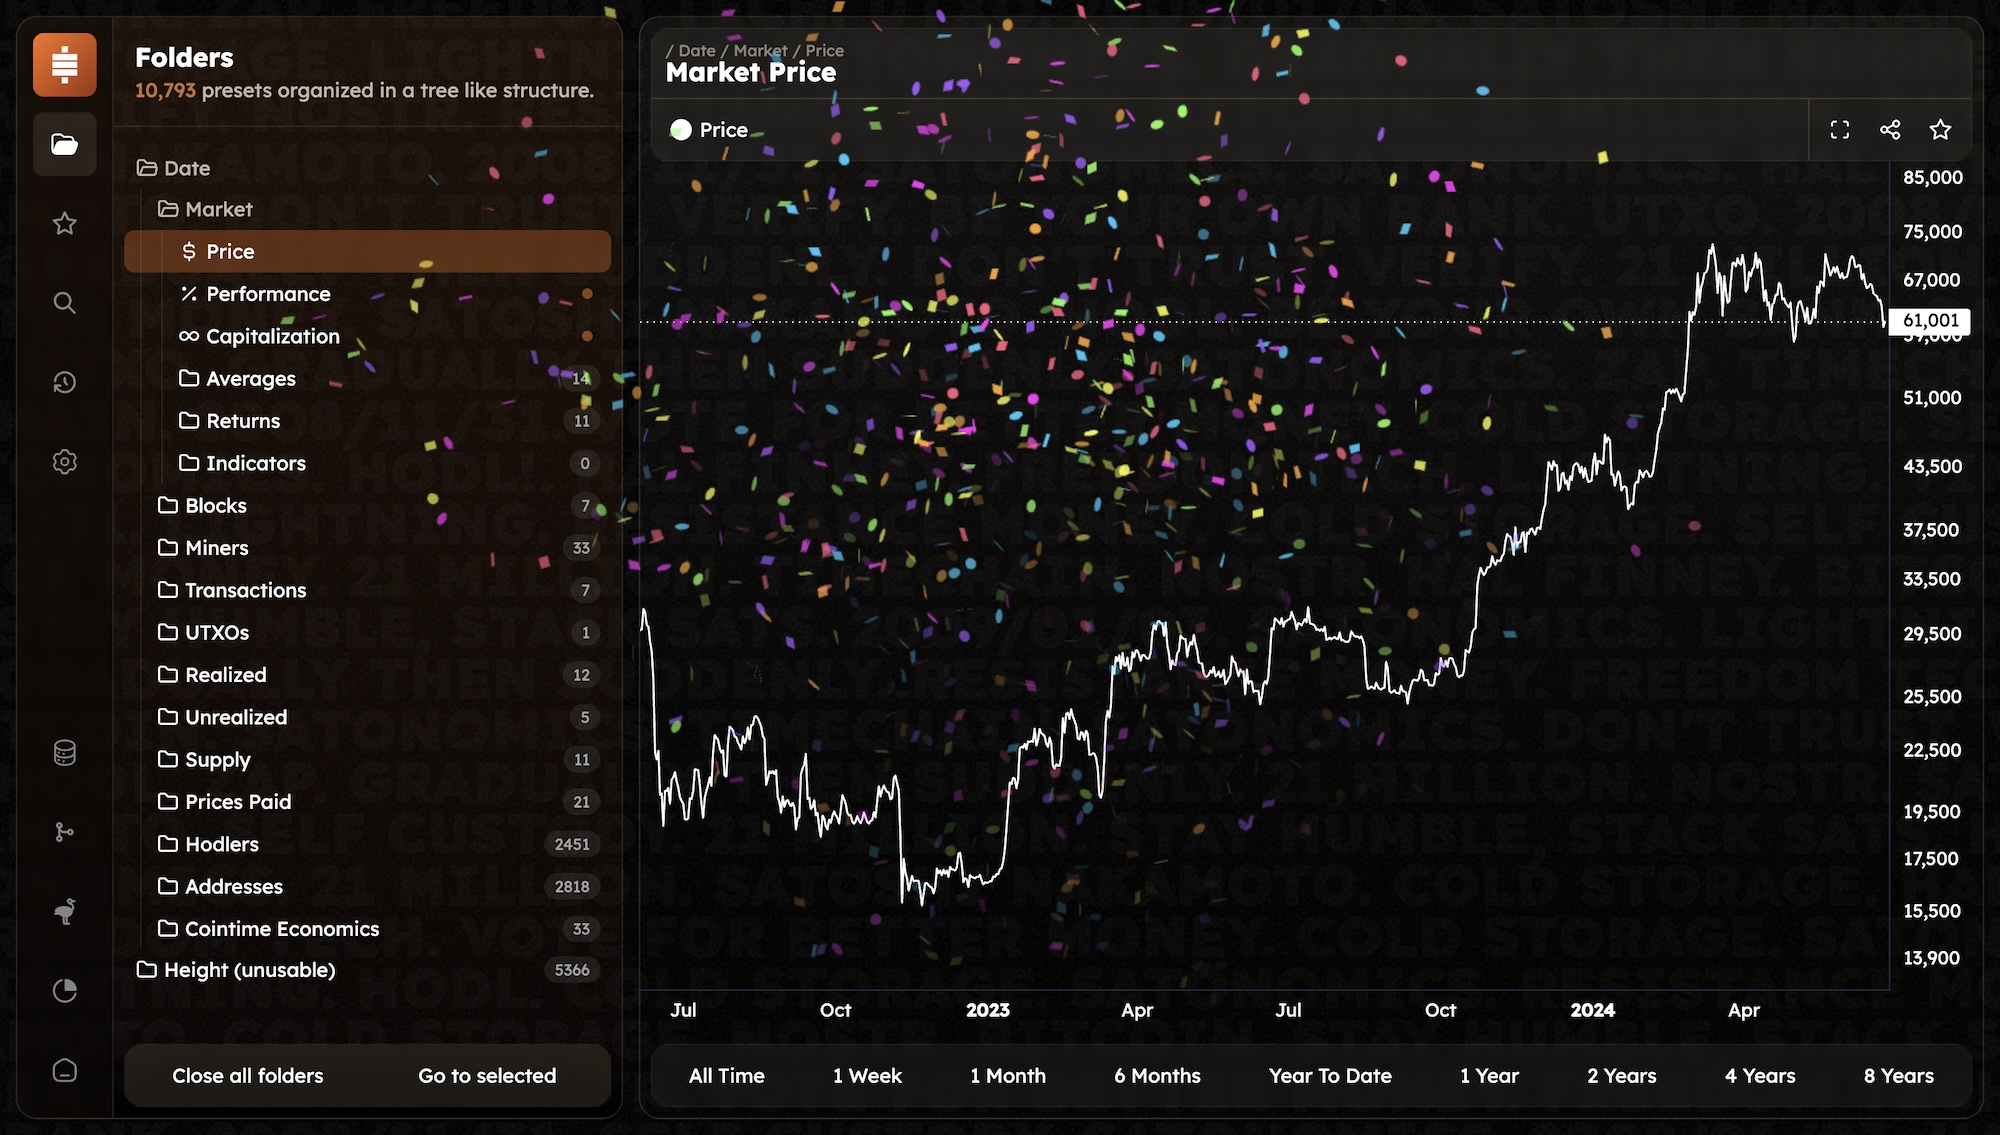 Folders
10,793 presets organized in a tree like structure.
Date
Market
Price
Performance
Capitalization
Averages 14
Returns 11
Indicators 0
Blocks 7
Miners 33
Transactions 7
UTXOs 1
Realized 12
Unrealized 5
Supply 11
Prices Paid 21
Hodlers 2451
Addresses 2818
Cointime Economics 33
Height (unusable) 5366
Close all folders Go to selected
/ Date / Market / Price
Market Price
Price
85,000
75,000
67,000
61,001
59,000
51,000
43,500
37,500
33,500
29,500
25,500
22,500
19,500
17,500
15,500
13,900
Jul Oct 2023 Apr Jul Oct 2024 Apr
All Time 1 Week 1 Month 6 Months Year To Date 1 Year 2 Years 4 Years 8 Years